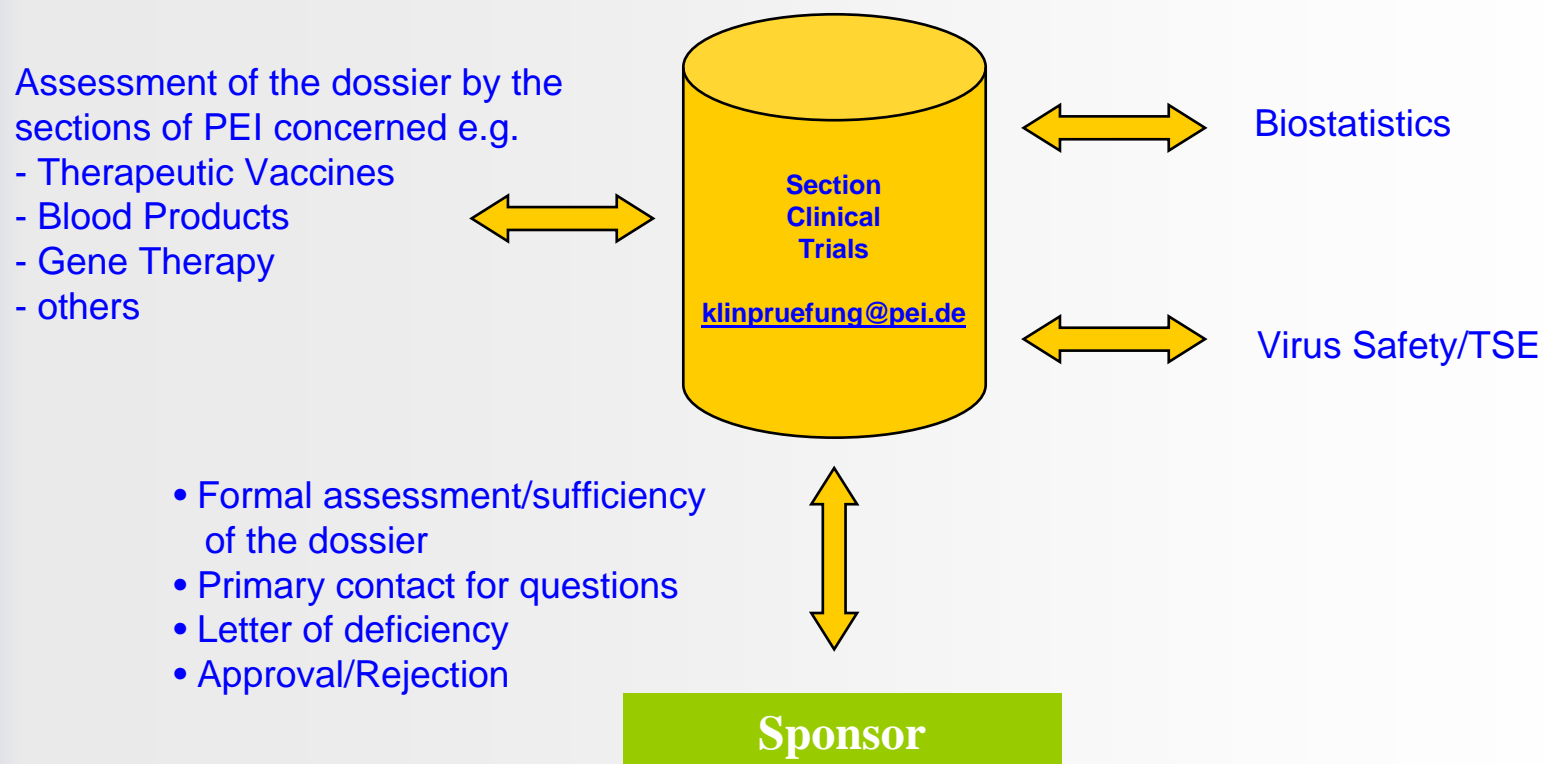 Assessment of the dossier by the
sections of PEI concerned e.g.
- Therapeutic Vaccines
- Blood Products
- Gene Therapy
- others
Section
Clinical
Trials
klinpruefung@pei.de
Biostatistics
Virus Safety/TSE
• Formal assessment/sufficiency
of the dossier
• Primary contact for questions
• Letter of deficiency
• Approval/Rejection
Sponsor